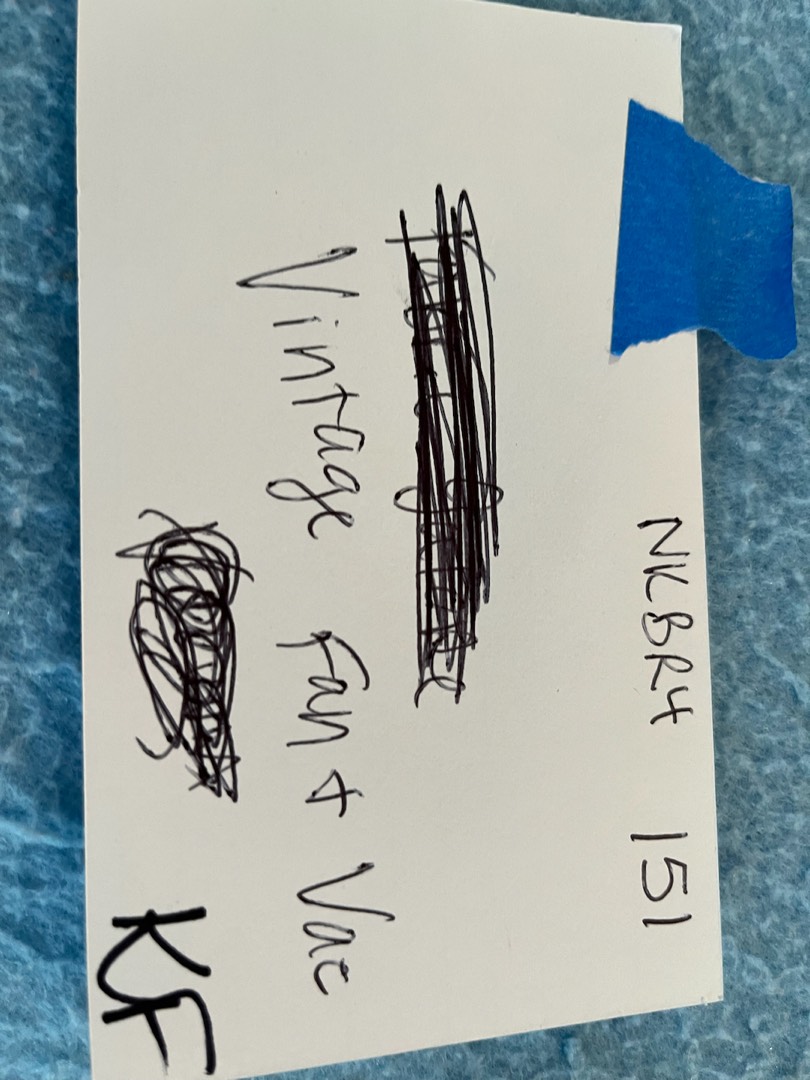 NKBR4 151
Vintage Fan + Vac
KF